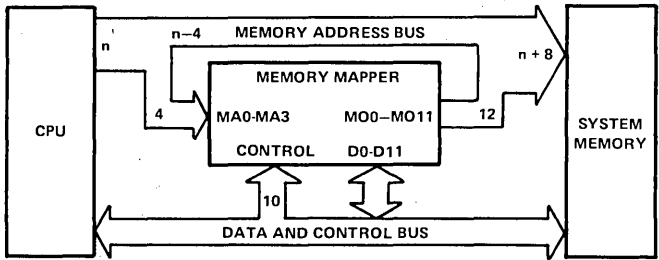 n
n–4
MEMORY ADDRESS BUS
n + 8
MEMORY MAPPER
4
MA0-MA3
MO0–MO11
12
CPU
SYSTEM
MEMORY
CONTROL
D0-D11
10
DATA AND CONTROL BUS